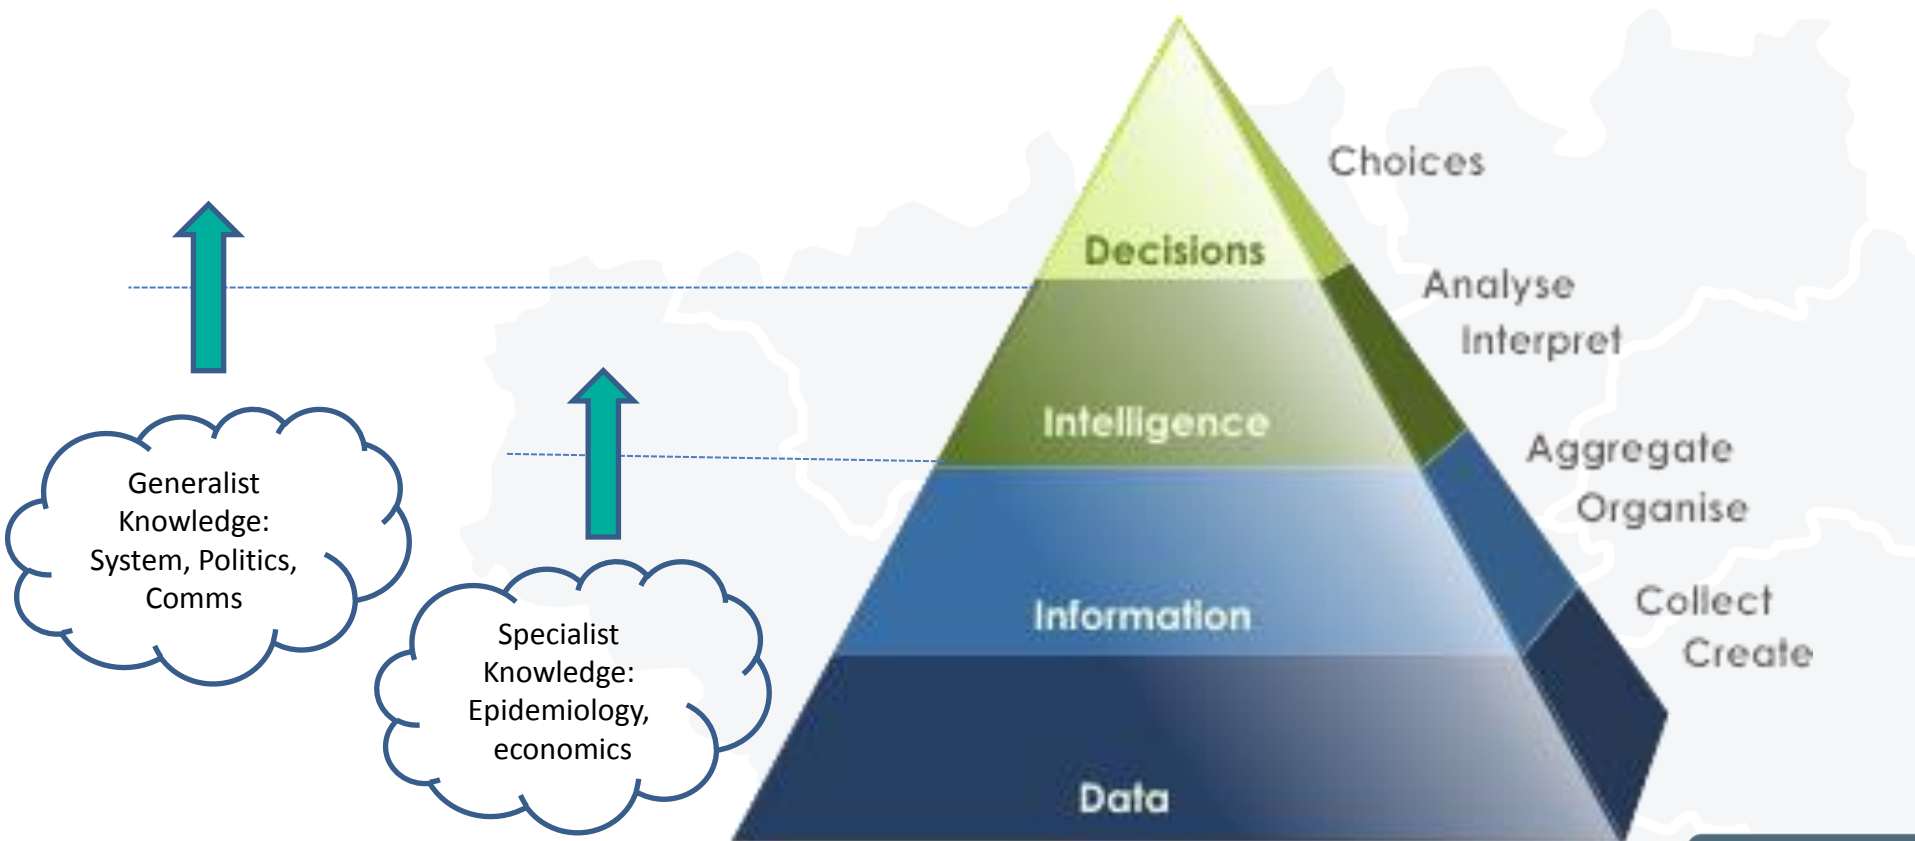 Choices
Decisions
Analyse
Interpret
Intelligence
Aggregate
Organise
Generalist
Knowledge:
System, Politics,
Comms
Information
Collect
Create
Specialist
Knowledge:
Epidemiology,
economics
Data